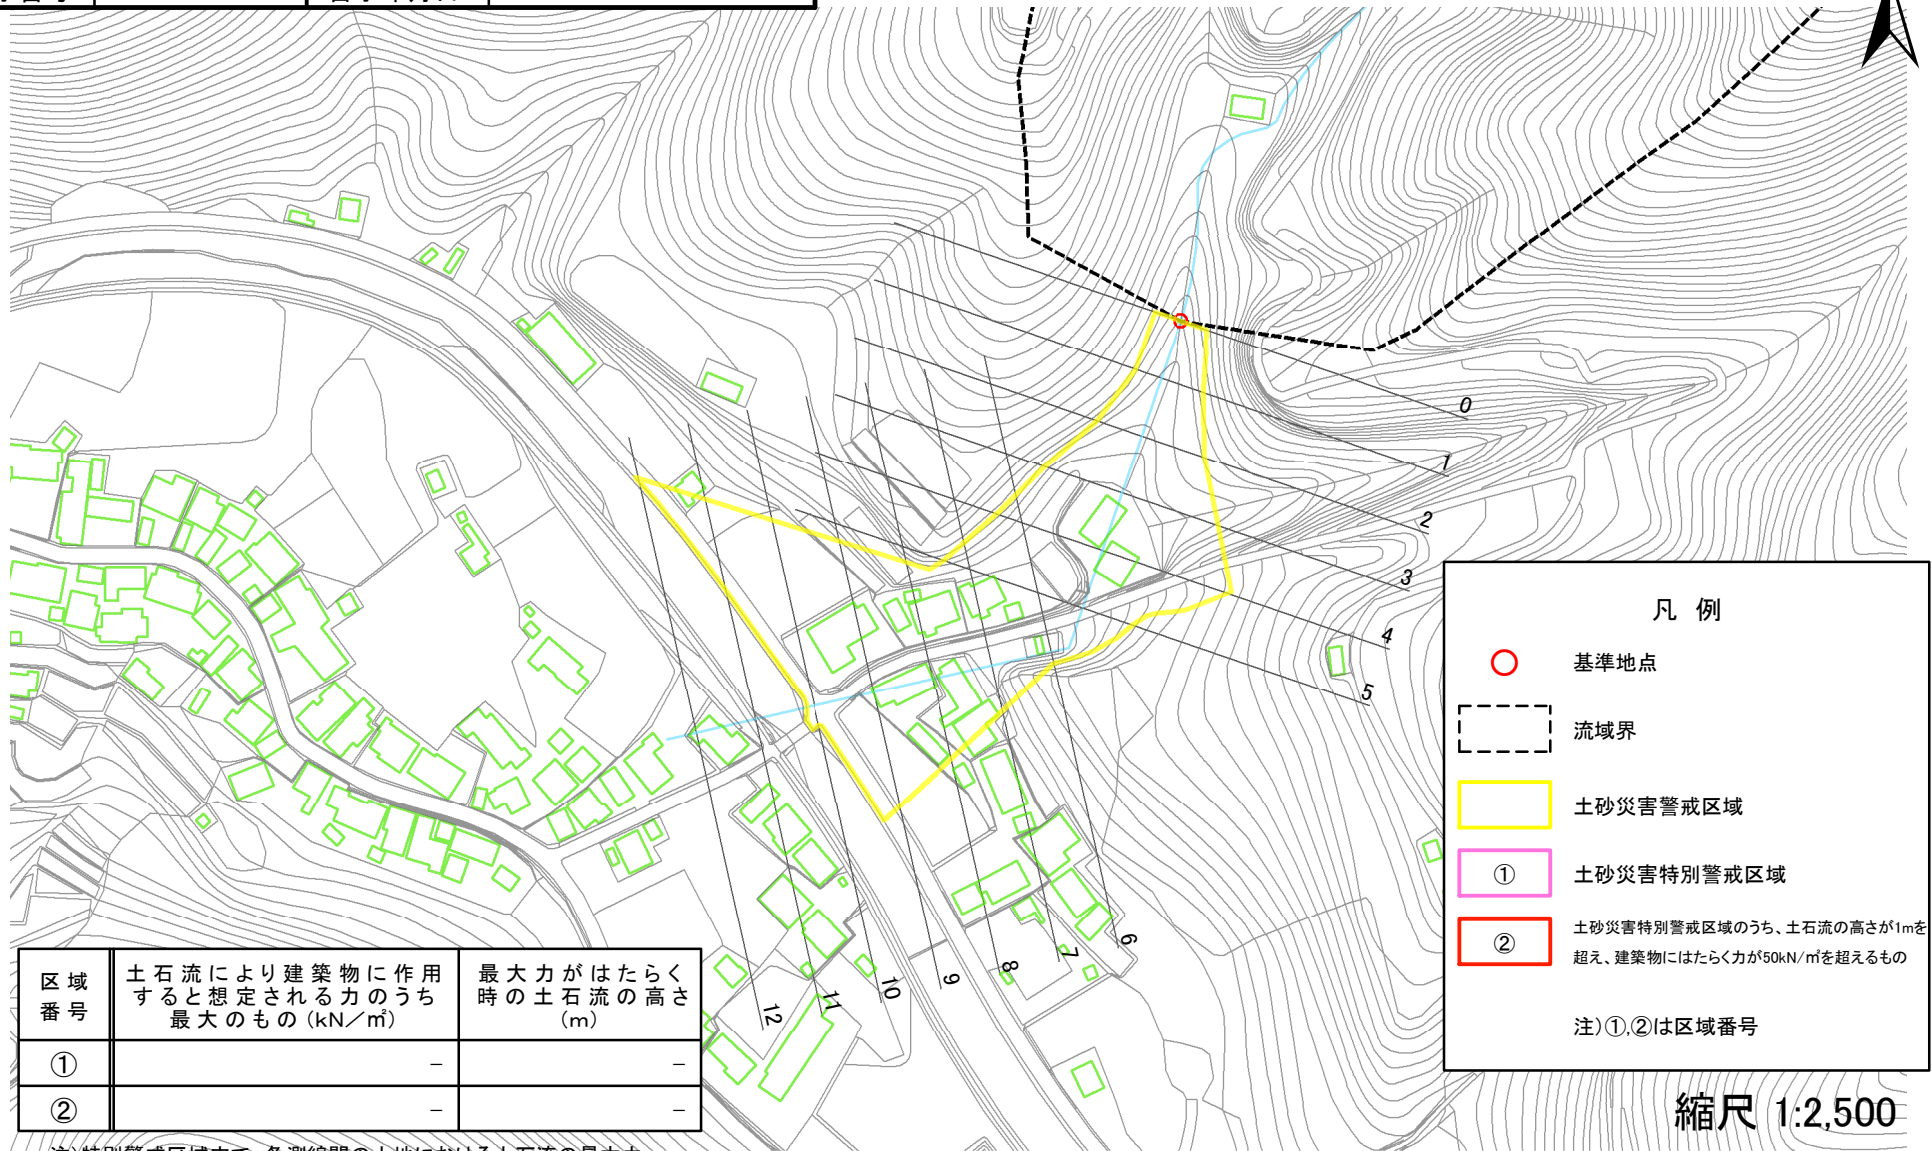 0
1
2
3
4
5
6
7
8
9
10
11
12
凡 例
基準地点
流域界
土砂災害警戒区域
① 土砂災害特別警戒区域
② 土砂災害特別警戒区域のうち、土石流の高さが1mを
超え、建築物にはたらく力が50kN/㎡を超えるもの
注)①,②は区域番号
縮尺 1:2,500
区域
番号
土石流により建築物に作用
すると想定される力のうち
最大のもの(kN/㎡)
最大力がはたらく
時の土石流の高さ
(m)
① − −
② − −